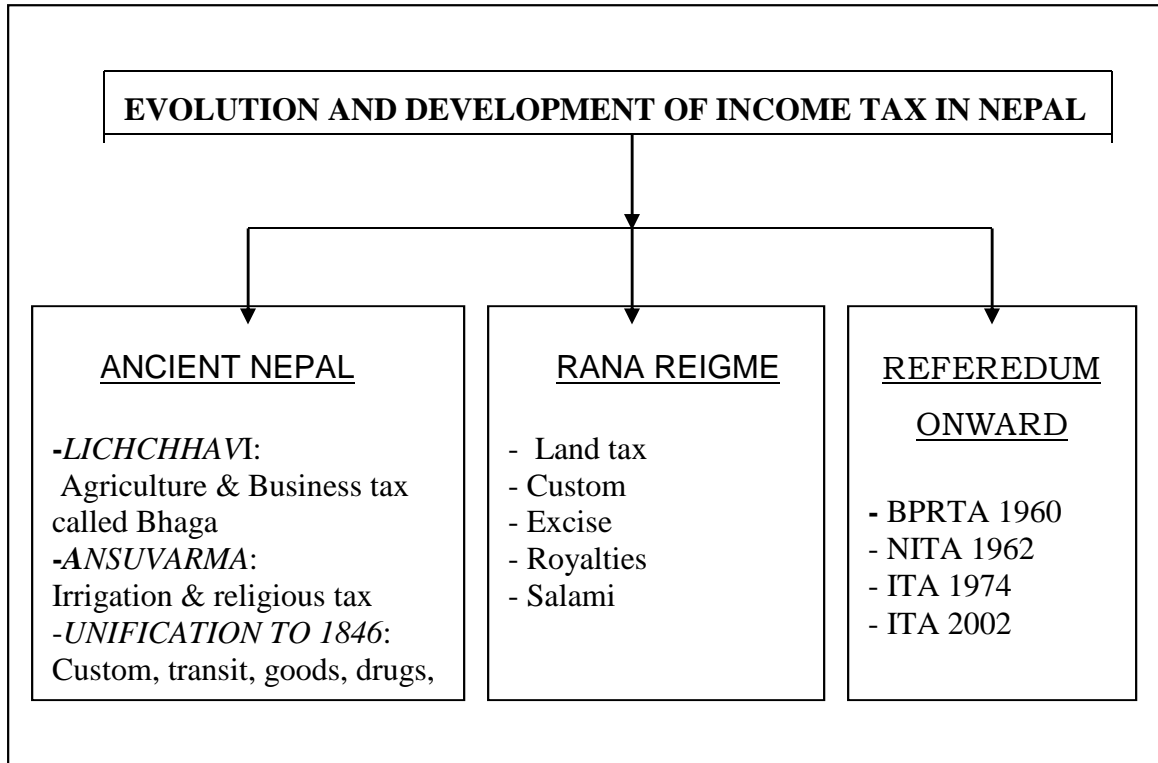 EVOLUTION AND DEVELOPMENT OF INCOME TAX IN NEPAL
ANCIENT NEPAL
-LICHCHHAVI:
Agriculture & Business tax
called Bhaga
-ANSUVARMA:
Irrigation & religious tax
-UNIFICATION TO 1846:
Custom, transit, goods, drugs,
RANA REIGME
- Land tax
- Custom
- Excise
- Royalties
- Salami
REFEREDUM
ONWARD
- BPRTA 1960
- NITA 1962
- ITA 1974
- ITA 2002